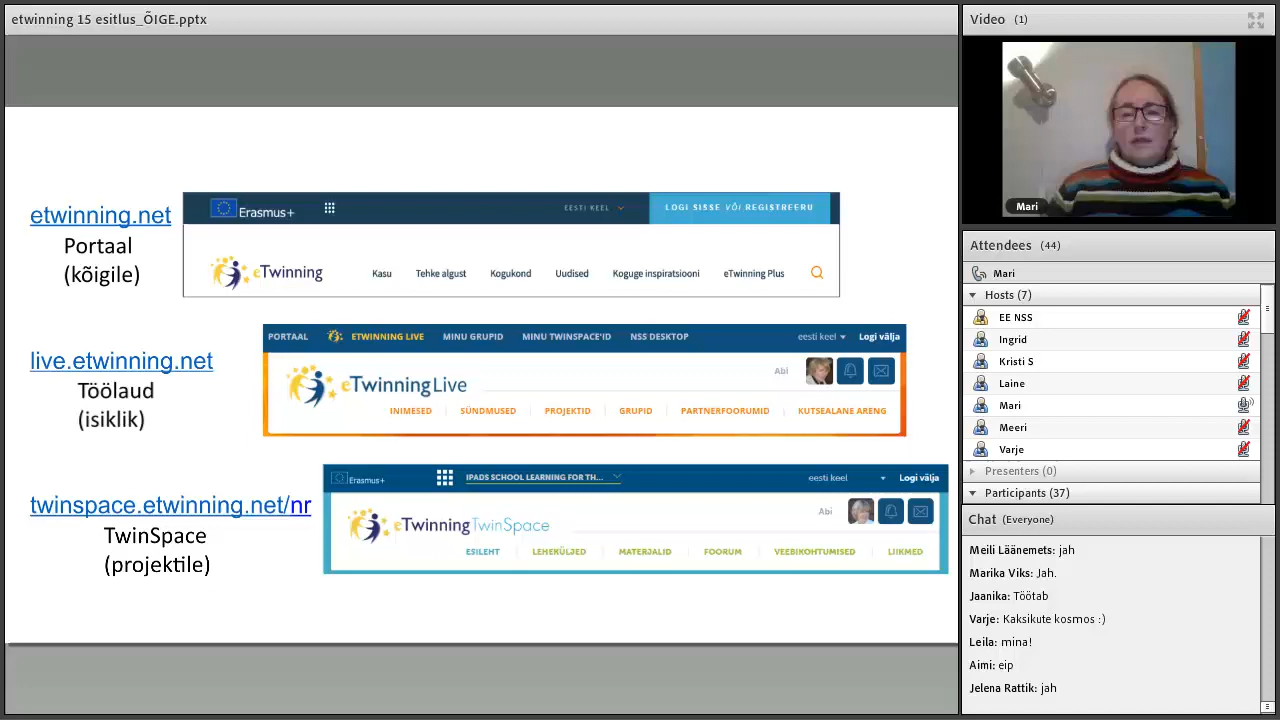 etwinning 15 esitlus_ÕIGE.pptx
etwinning.net
Portaal
(kõigile)
Erasmus+
EESTI KEEL
LOGI SISSE VÕI REGISTREERU
eTwinning
Kasu
Tehke algust
Kogukond
Uudised
Koguge inspiratsiooni
eTwinning Plus
live.etwinning.net
Töölaud
(isiklik)
PORTAAL
ETWINNING LIVE
MINU GRUPID
MINU TWINSPACE'ID
NSS DESKTOP
eesti keel
Logi välja
eTwinning Live
Abi
INIMESED
SÜNDMUSED
PROJEKTID
GRUPID
PARTNERFOORUMID
KUTSEALANE ARENG
twinspace.etwinning.net/nr
TwinSpace
(projektile)
Erasmus+
IPADS SCHOOL LEARNING FOR TH...
eesti keel
Logi välja
eTwinning TwinSpace
Abi
ESILEHT
LEHEKÜLJED
MATERJALID
FOORUM
VEEBIKOHTUMISED
LIIKMED
Video (1)
Mari
Attendees (44)
Mari
Hosts (7)
EE NSS
Ingrid
Kristi S
Laine
Mari
Meeri
Varje
Presenters (0)
Participants (37)
Chat (Everyone)
Meili Läänemets: jah
Marika Viks: Jah.
Jaanika: Töötab
Varje: Kaksikute kosmos :)
Leila: mina!
Aimi: eip
Jelena Rattik: jah